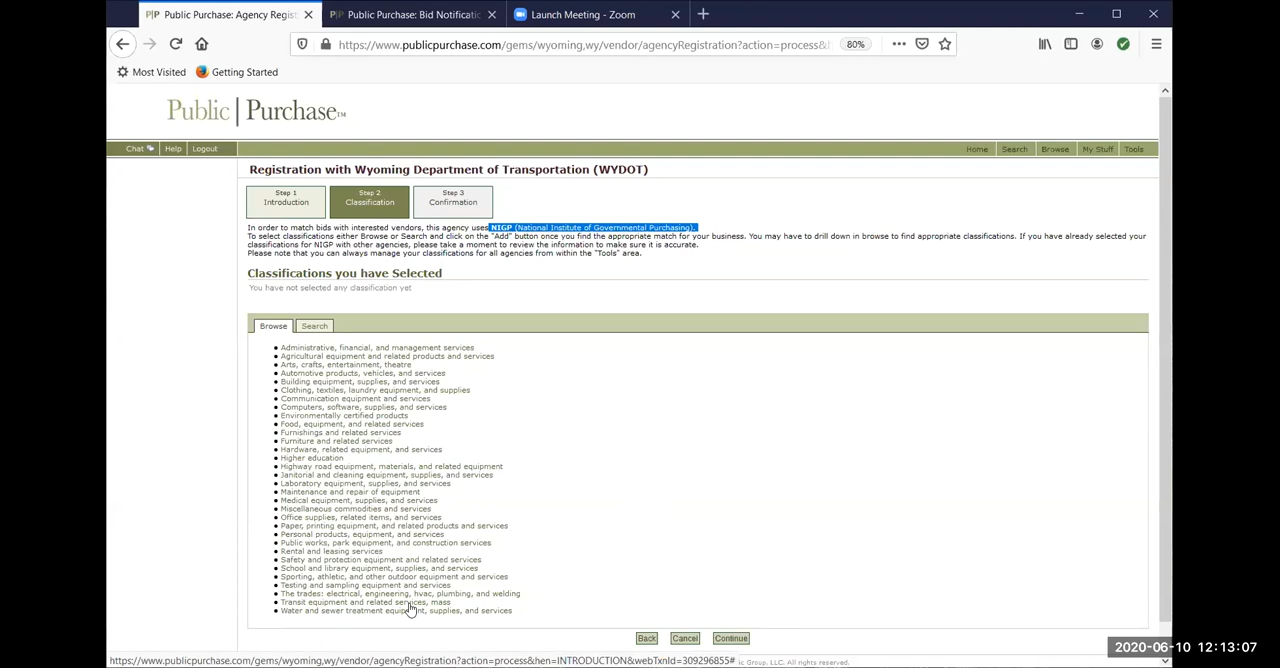 Public Purchase: Agency Regist
Public Purchase: Bid Notificatio
Launch Meeting - Zoom
https://www.publicpurchase.com/gems/wyoming,wy/vendor/agencyRegistration?action=process&h
80%
Most Visited
Getting Started
Public | Purchase™
Chat
Help
Logout
Home
Search
Browse
My Stuff
Tools
Registration with Wyoming Department of Transportation (WYDOT)
Step 1
Introduction
Step 2
Classification
Step 3
Confirmation
In order to match bids with interested vendors, this agency uses NIGP (National Institute of Governmental Purchasing).
To select classifications either Browse or Search and click on the "Add" button once you find the appropriate match for your business. You may have to drill down in browse to find appropriate classifications. If you have already selected your
classifications for NIGP with other agencies, please take a moment to review the information to make sure it is accurate.
Please note that you can always manage your classifications for all agencies from within the "Tools" area.
Classifications you have Selected
You have not selected any classification yet
Browse
Search
Administrative, financial, and management services
Agricultural equipment and related products and services
Arts, crafts, entertainment, theatre
Automotive products, vehicles, and services
Building equipment, supplies, and services
Clothing, textiles, laundry equipment, and supplies
Communication equipment and services
Computers, software, supplies, and services
Environmentally certified products
Food, equipment, and related services
Furnishings and related services
Furniture and related services
Hardware, related equipment, and services
Higher education
Highway road equipment, materials, and related equipment
Janitorial and cleaning equipment, supplies, and services
Laboratory equipment, supplies, and services
Maintenance and repair of equipment
Medical equipment, supplies, and services
Miscellaneous commodities and services
Office supplies, related items, and services
Paper, printing equipment, and related products and services
Personal products, equipment, and services
Public works, park equipment, and construction services
Rental and leasing services
Safety and protection equipment and related services
School and library equipment, supplies, and services
Sporting, athletic, and other outdoor equipment and services
Testing and sampling equipment and services
The trades: electrical, engineering, hvac, plumbing, and welding
Transit equipment and related services, mass
Water and sewer treatment equipment, supplies, and services
Back
Cancel
Continue
https://www.publicpurchase.com/gems/wyoming,wy/vendor/agencyRegistration?action=process&hen=INTRODUCTION&webTxnId=309296855#
ic Group, LLC. All rights reserved.
2020-06-10 12:13:07